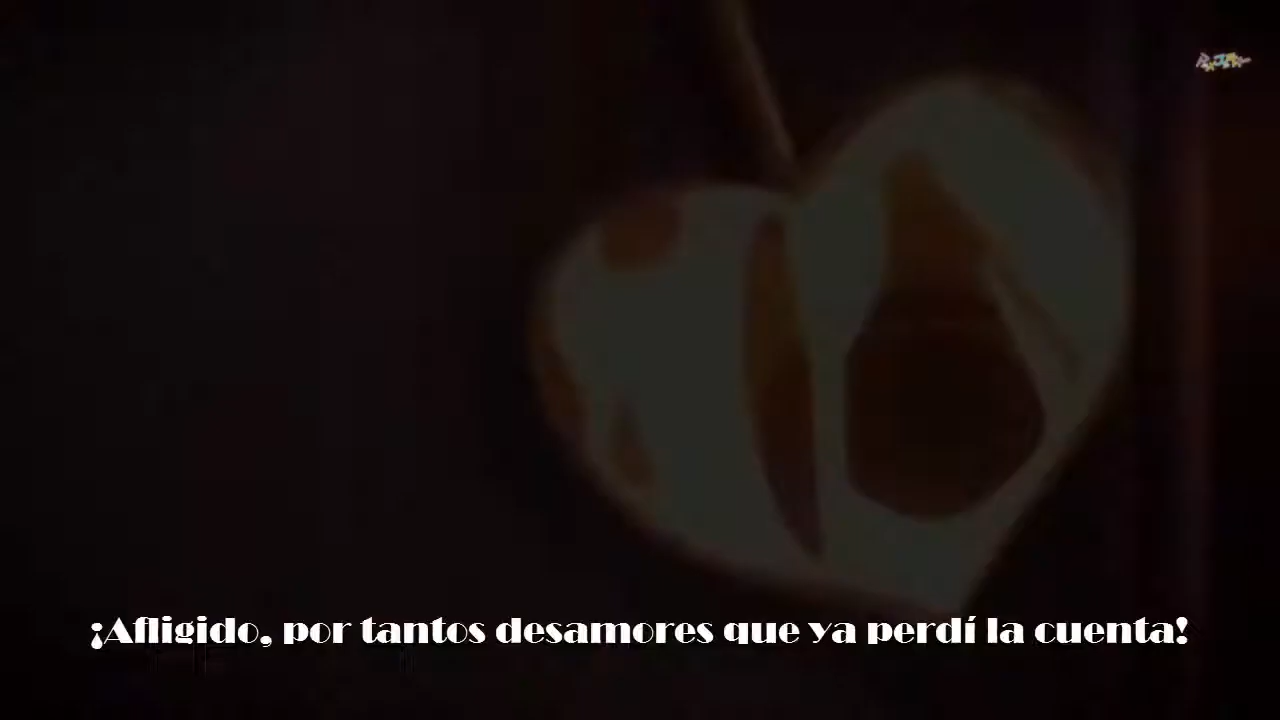 ¡Afligido, por tantos desamores que ya perdí la cuenta!